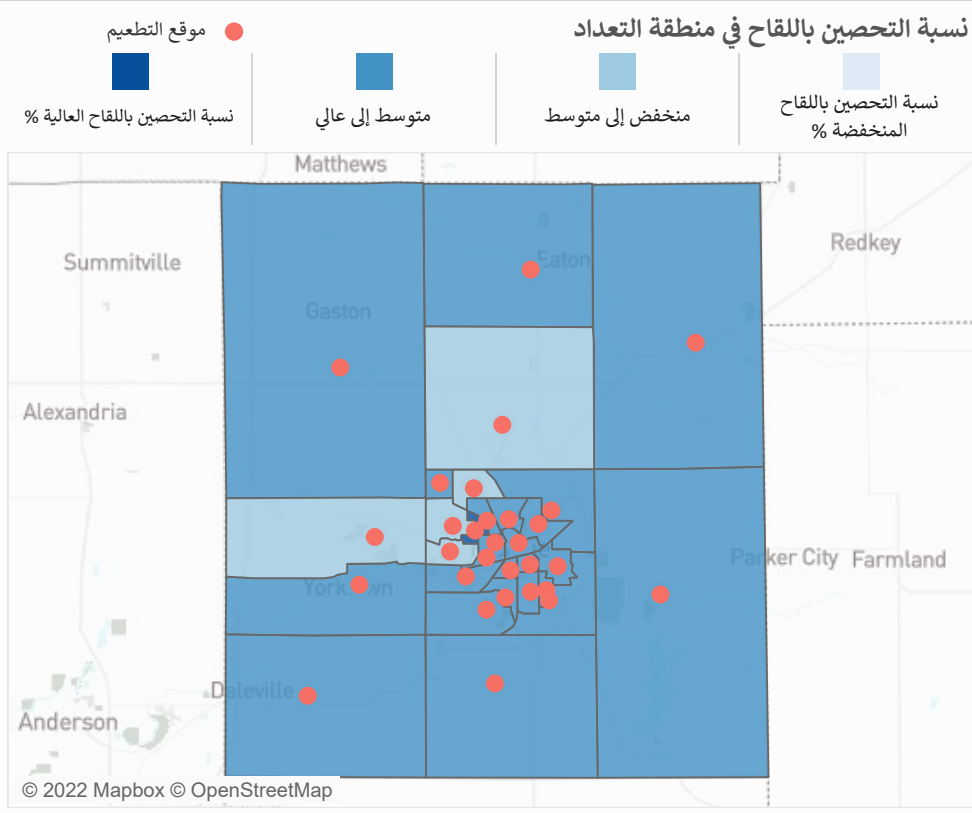 نسبة التحصين باللقاح في منطقة التعداد
موقع التطعيم
نسبة التحصين باللقاح
المنخفضة %
منخفض إلى متوسط
متوسط إلى عالي
نسبة التحصين باللقاح العالية %
Matthews
Summitville
Eaton
Redkey
Gaston
Alexandria
Parker City
Farmland
Yorktown
Daleville
Anderson
© 2022 Mapbox © OpenStreetMap